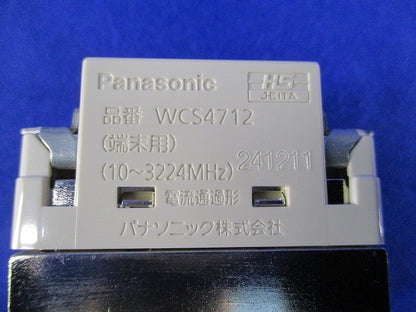 Panasonic HS JEITA
品番 WCS4712
(端末用)
(10～3224MHz) 241211
電流通過形
パナソニック株式会社